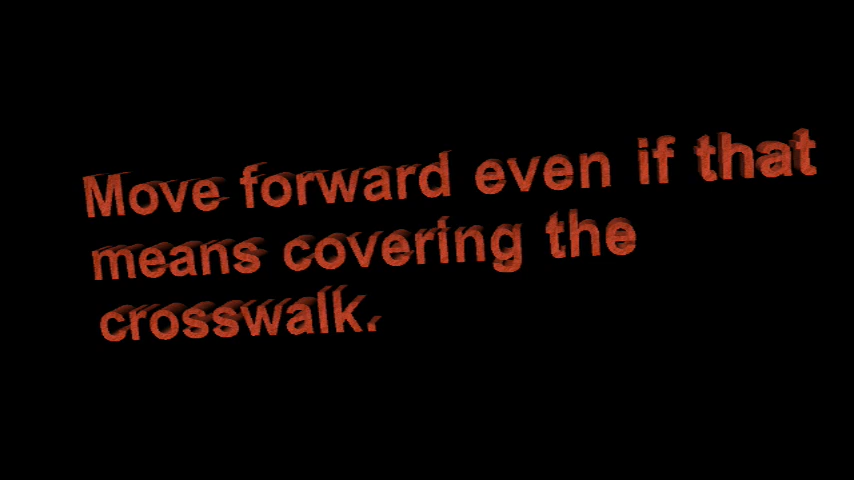 Move forward even if that
means covering the
crosswalk.